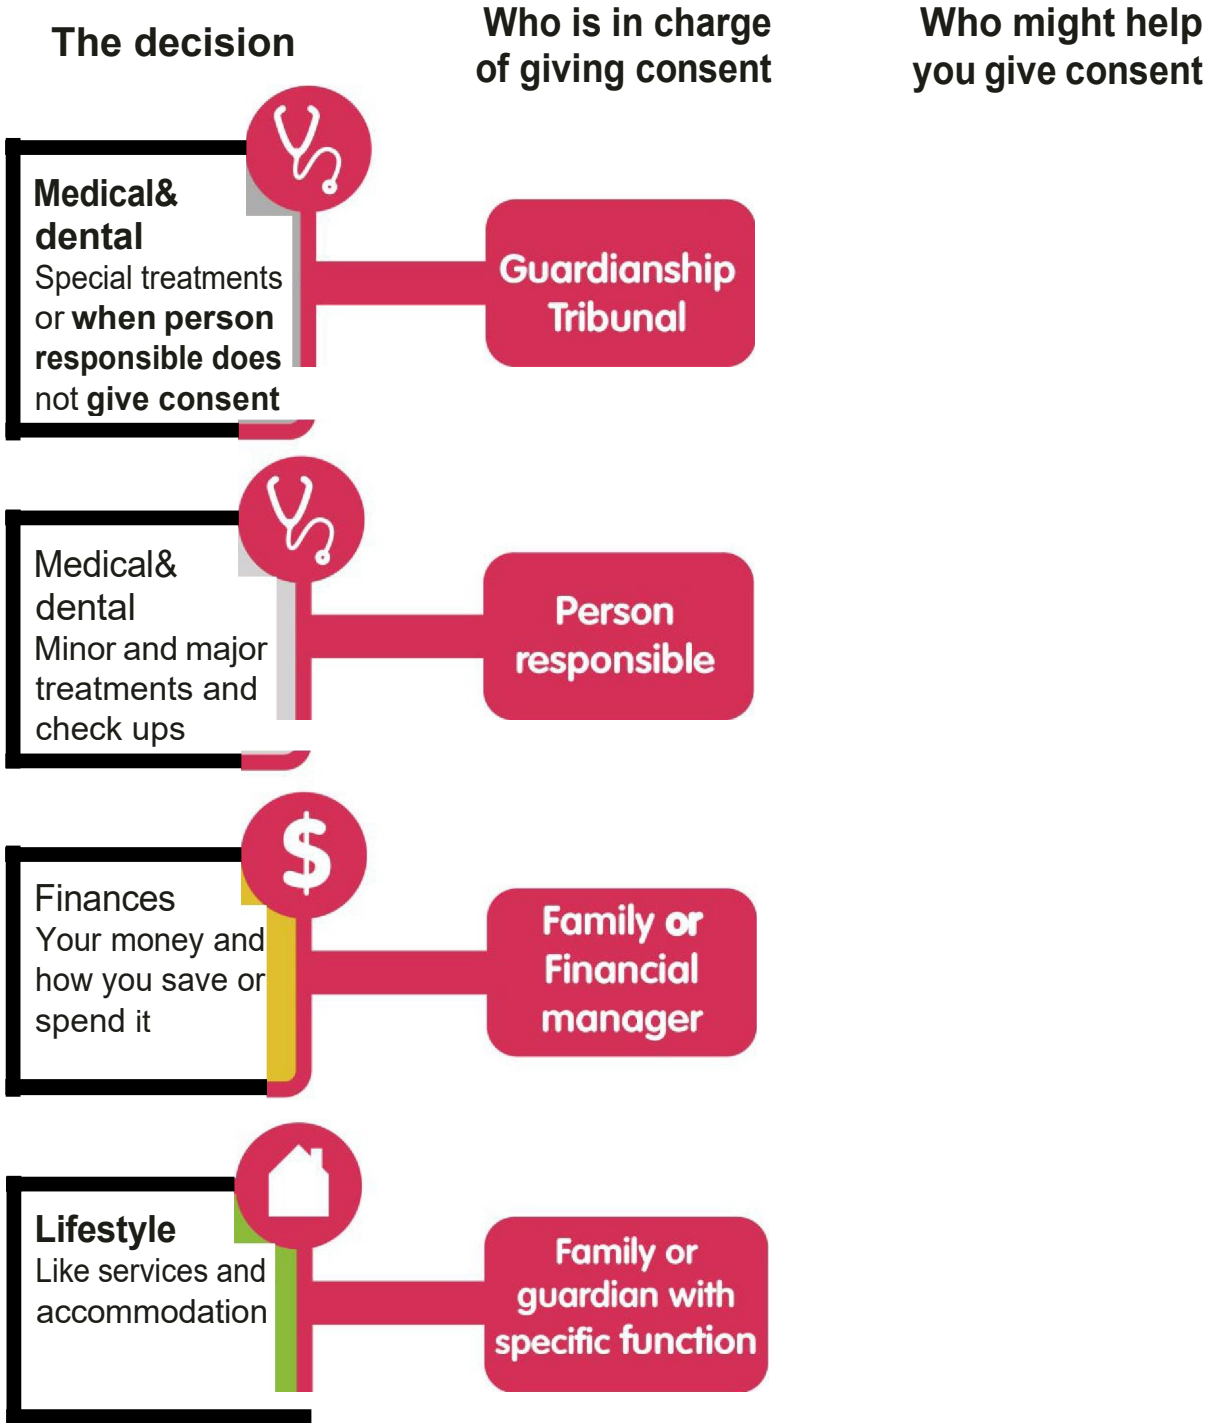 The decision
Who is in charge
of giving consent
Who might help
you give consent
Medical&
dental
Special treatments
or when person
responsible does
not give consent
Guardianship
Tribunal
Medical&
dental
Minor and major
treatments and
check ups
Person
responsible
$
Finances
Your money and
how you save or
spend it
Family or
Financial
manager
Lifestyle
Like services and
accommodation
Family or
guardian with
specific function